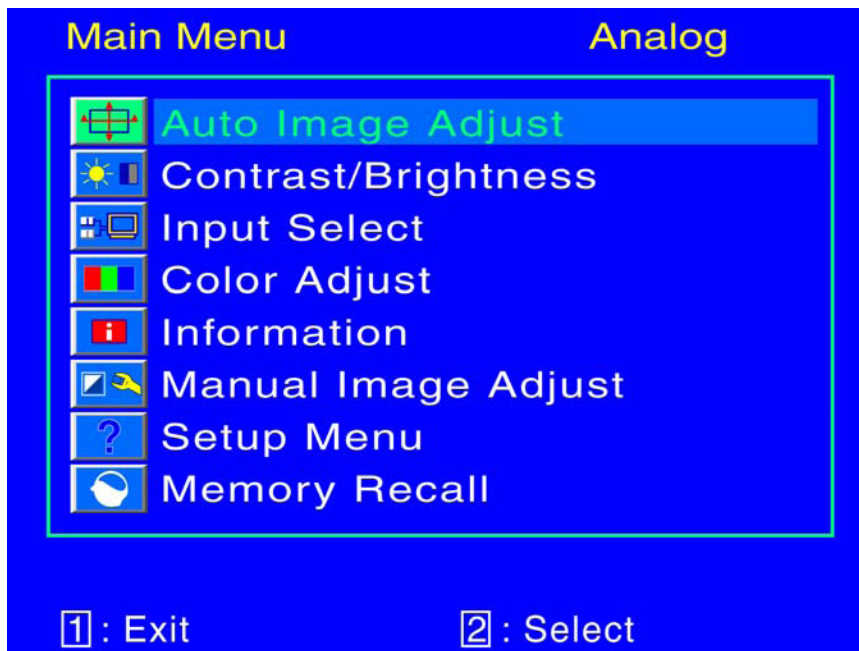 Main Menu Analog
Auto Image Adjust
Contrast/Brightness
Input Select
Color Adjust
i Information
Manual Image Adjust
? Setup Menu
Memory Recall
1 : Exit 2 : Select